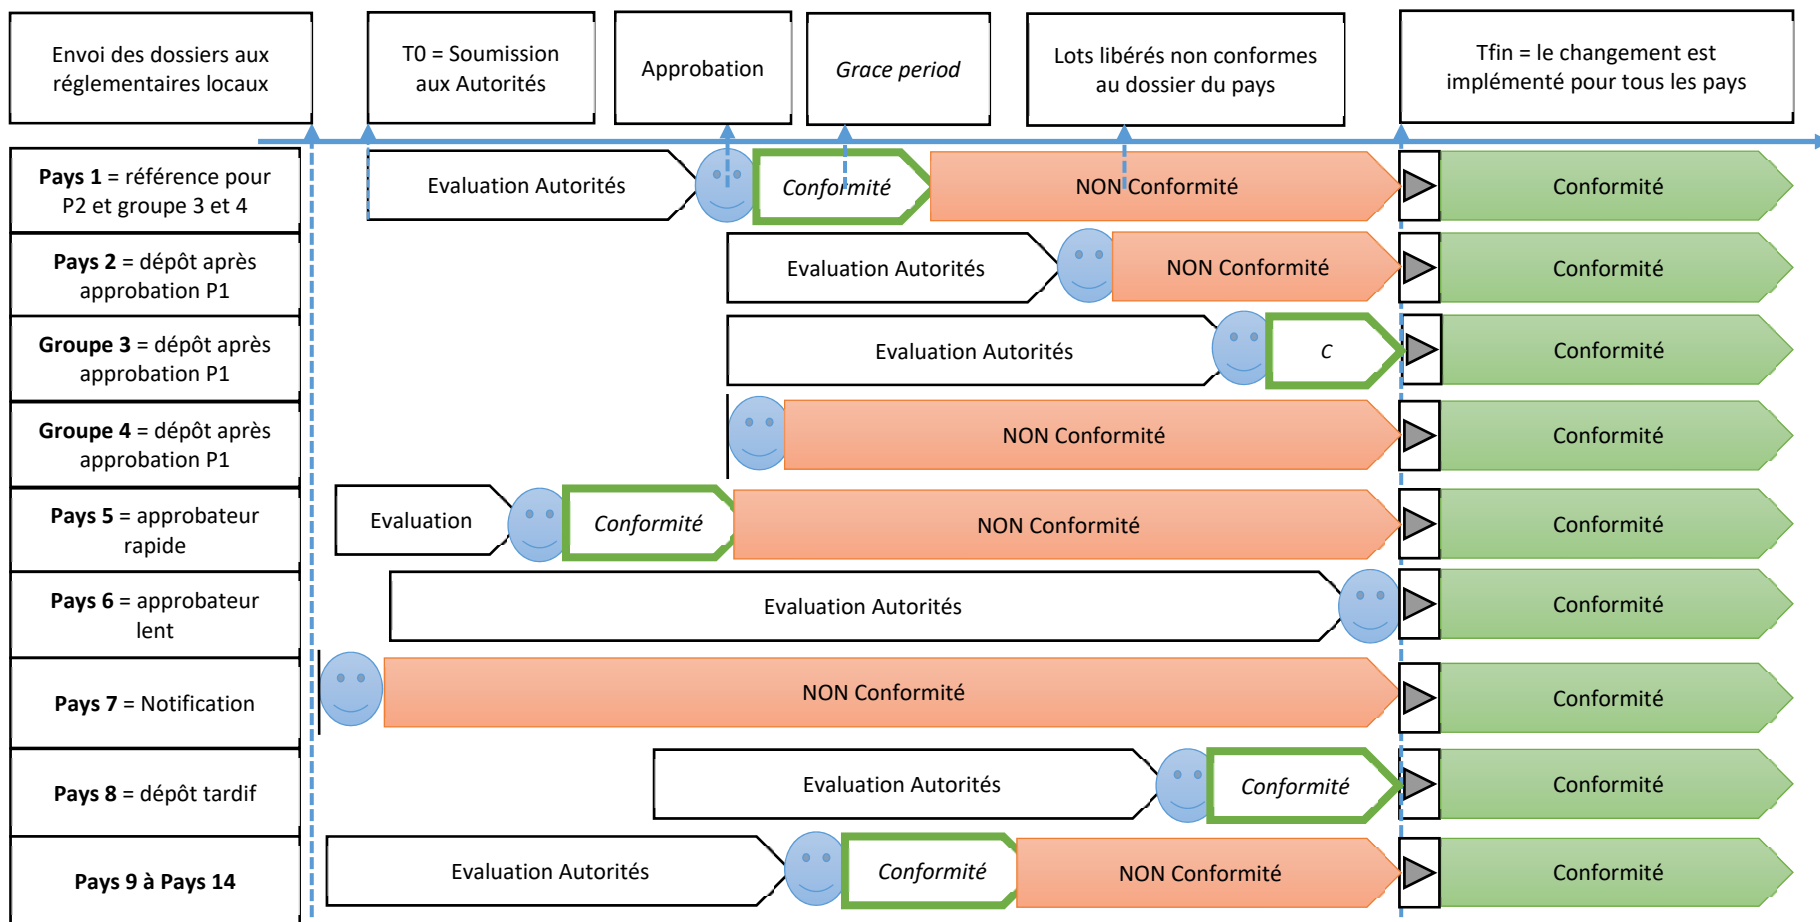 Envoi des dossiers aux
réglementaires locaux
T0 = Soumission
aux Autorités
Approbation
Grace period
Lots libérés non conformes
au dossier du pays
Tfin = le changement est
implémenté pour tous les pays
Pays 1 = référence pour
P2 et groupe 3 et 4
Evaluation Autorités
Conformité
NON Conformité
Conformité
Pays 2 = dépôt après
approbation P1
Evaluation Autorités
NON Conformité
Conformité
Groupe 3 = dépôt après
approbation P1
Evaluation Autorités
C
Conformité
Groupe 4 = dépôt après
approbation P1
NON Conformité
Conformité
Pays 5 = approbateur
rapide
Evaluation
Conformité
NON Conformité
Conformité
Pays 6 = approbateur
lent
Evaluation Autorités
Conformité
Pays 7 = Notification
NON Conformité
Conformité
Pays 8 = dépôt tardif
Evaluation Autorités
Conformité
Conformité
Pays 9 à Pays 14
Evaluation Autorités
Conformité
NON Conformité
Conformité